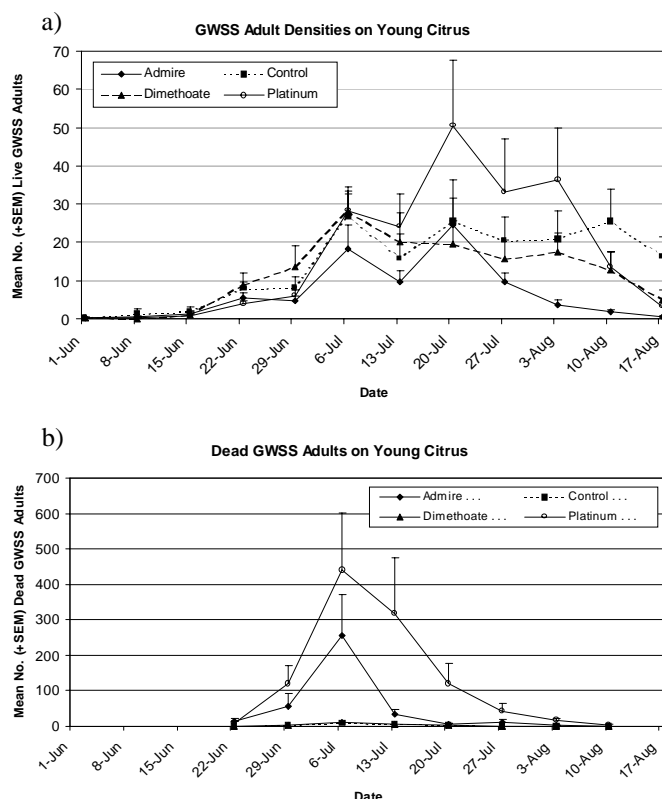 a)
GWSS Adult Densities on Young Citrus
Mean No. (+SEM) Live GWSS Adults
70
60
50
40
30
20
10
0
Admire
Control
Dimethoate
Platinum
1-Jun
8-Jun
15-Jun
22-Jun
29-Jun
6-Jul
13-Jul
20-Jul
27-Jul
3-Aug
10-Aug
17-Aug
Date
b)
Dead GWSS Adults on Young Citrus
Mean No. (+SEM) Dead GWSS Adults
700
600
500
400
300
200
100
0
Admire . . .
Control . . .
Dimethoate . . .
Platinum . . .
1-Jun
8-Jun
15-Jun
22-Jun
29-Jun
6-Jul
13-Jul
20-Jul
27-Jul
3-Aug
10-Aug
17-Aug
Date